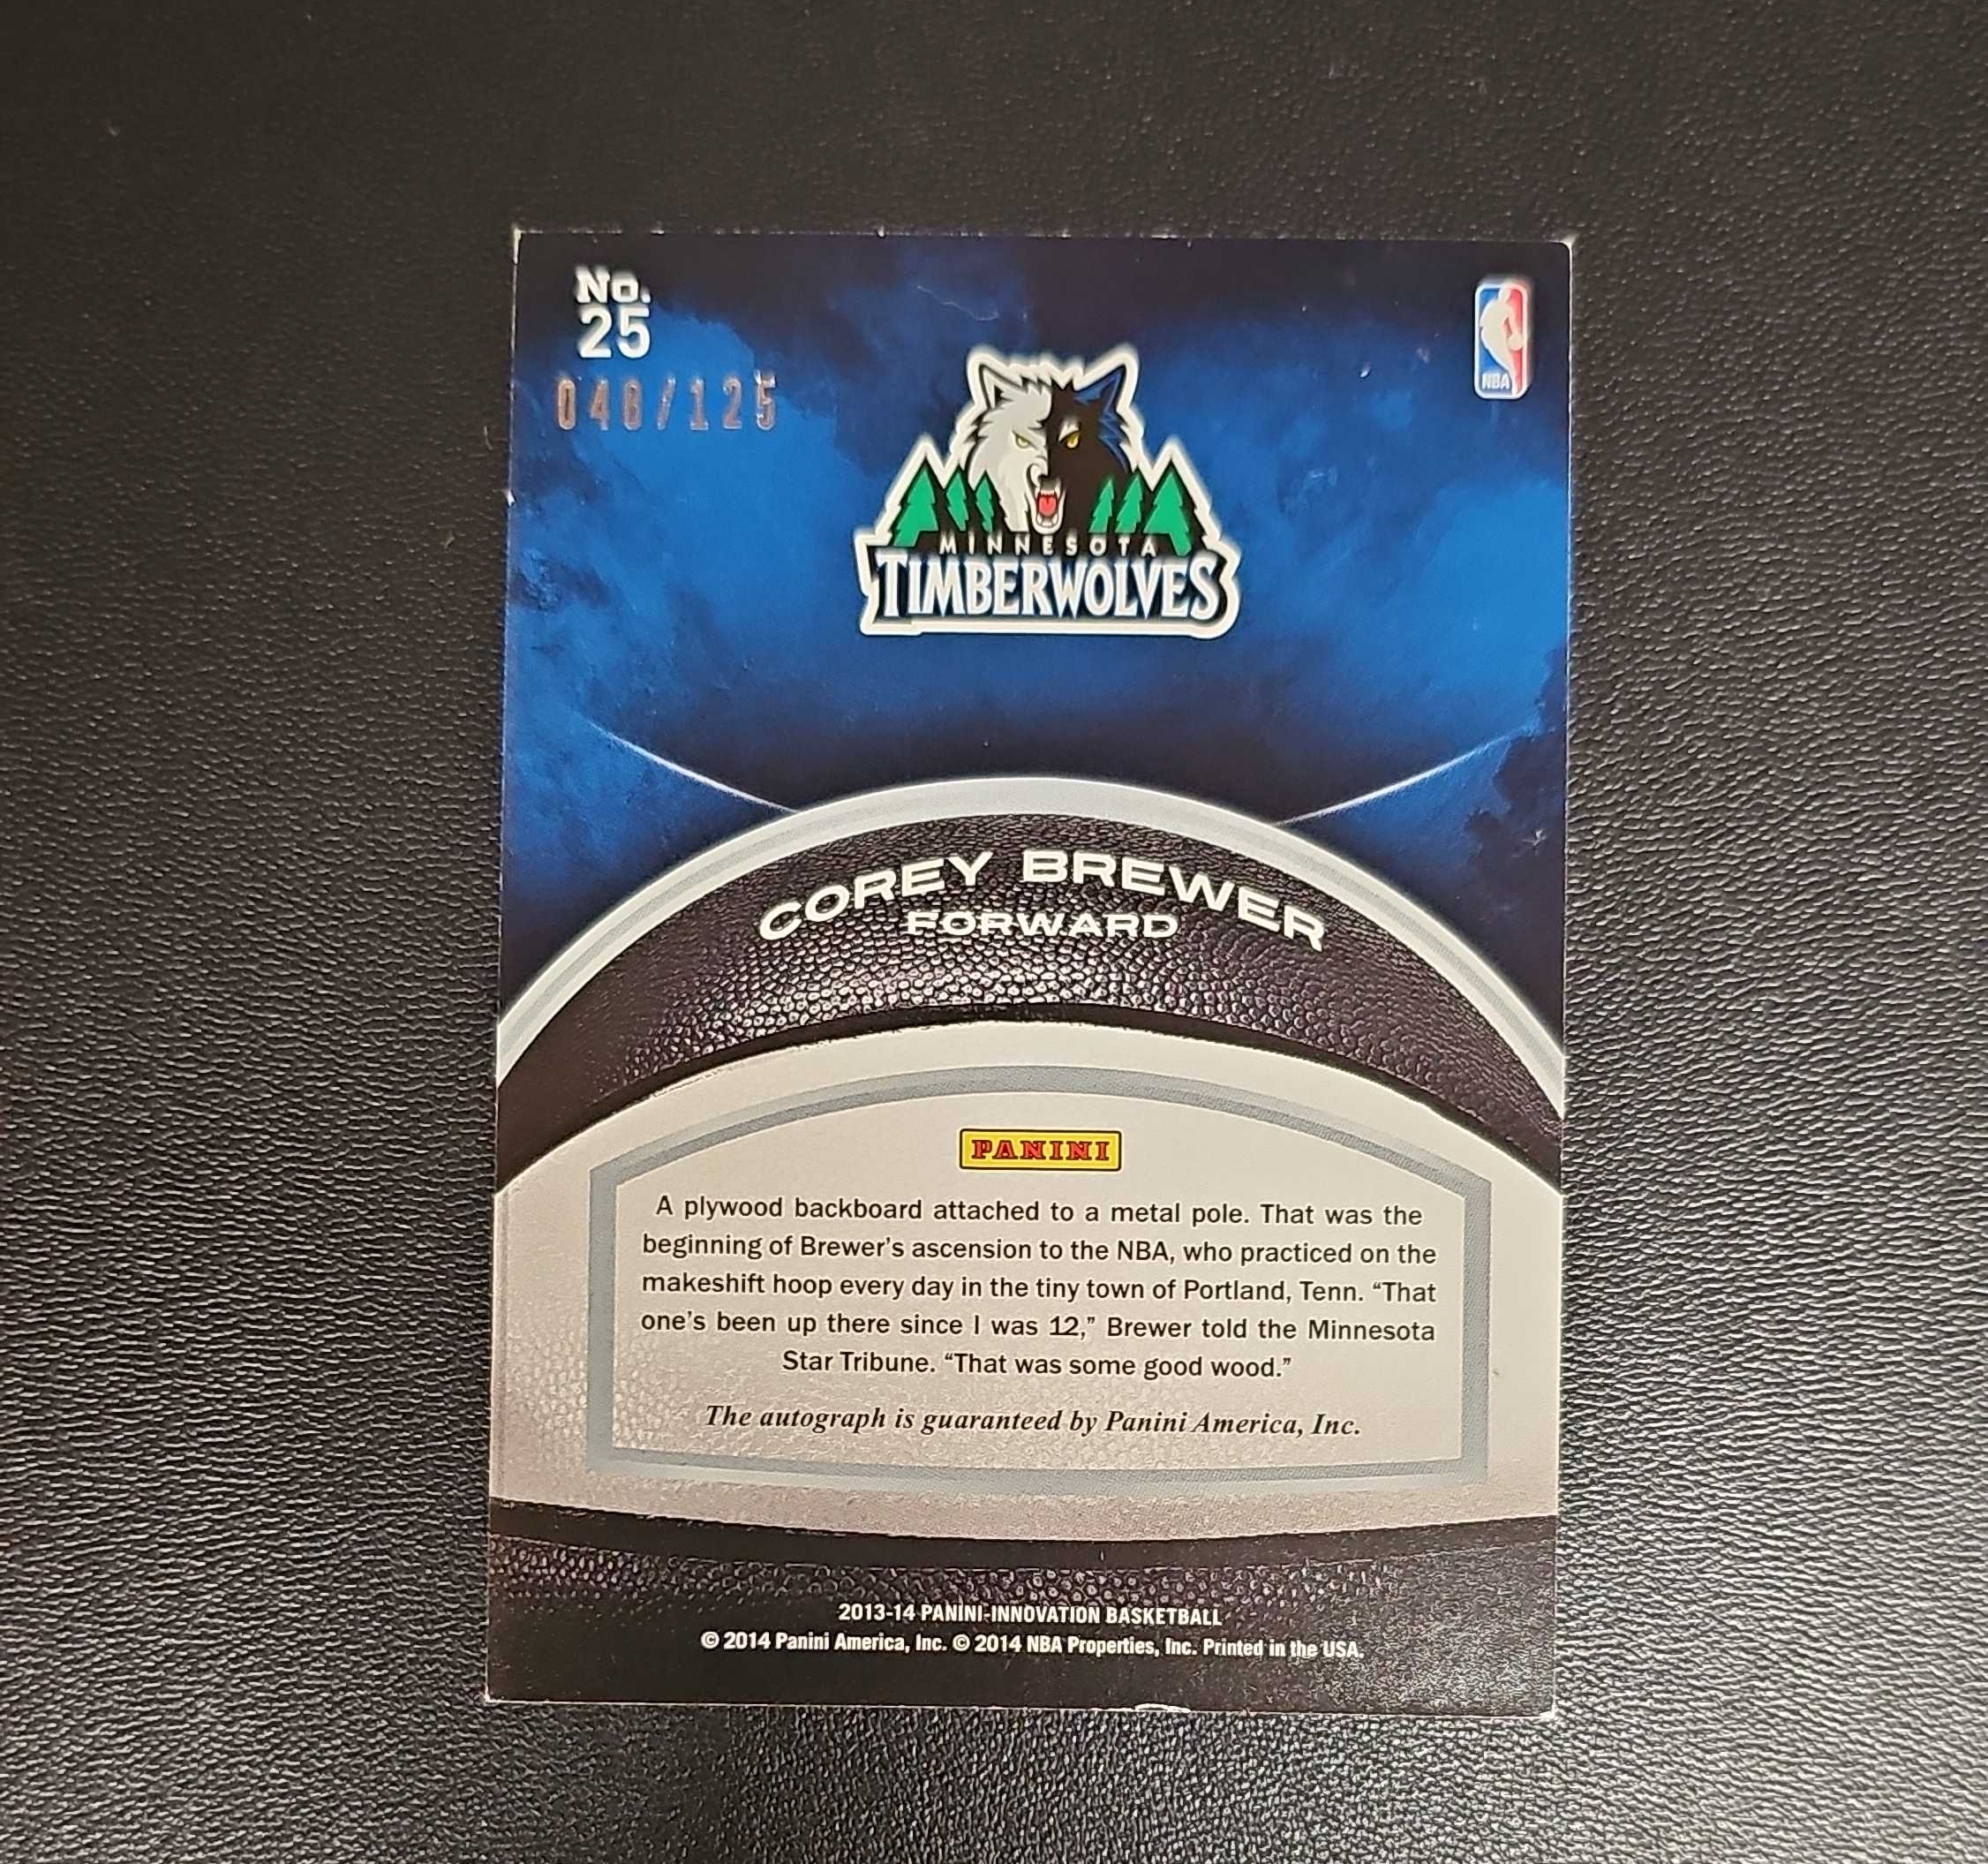 No.
25
040/125
NBA
MINNESOTA
TIMBERWOLVES
COREY BREWER
FORWARD
PANINI
A plywood backboard attached to a metal pole. That was the
beginning of Brewer’s ascension to the NBA, who practiced on the
makeshift hoop every day in the tiny town of Portland, Tenn. “That
one’s been up there since I was 12,” Brewer told the Minnesota
Star Tribune. “That was some good wood.”
The autograph is guaranteed by Panini America, Inc.
2013-14 PANINI-INNOVATION BASKETBALL
© 2014 Panini America, Inc. © 2014 NBA Properties, Inc. Printed in the USA.